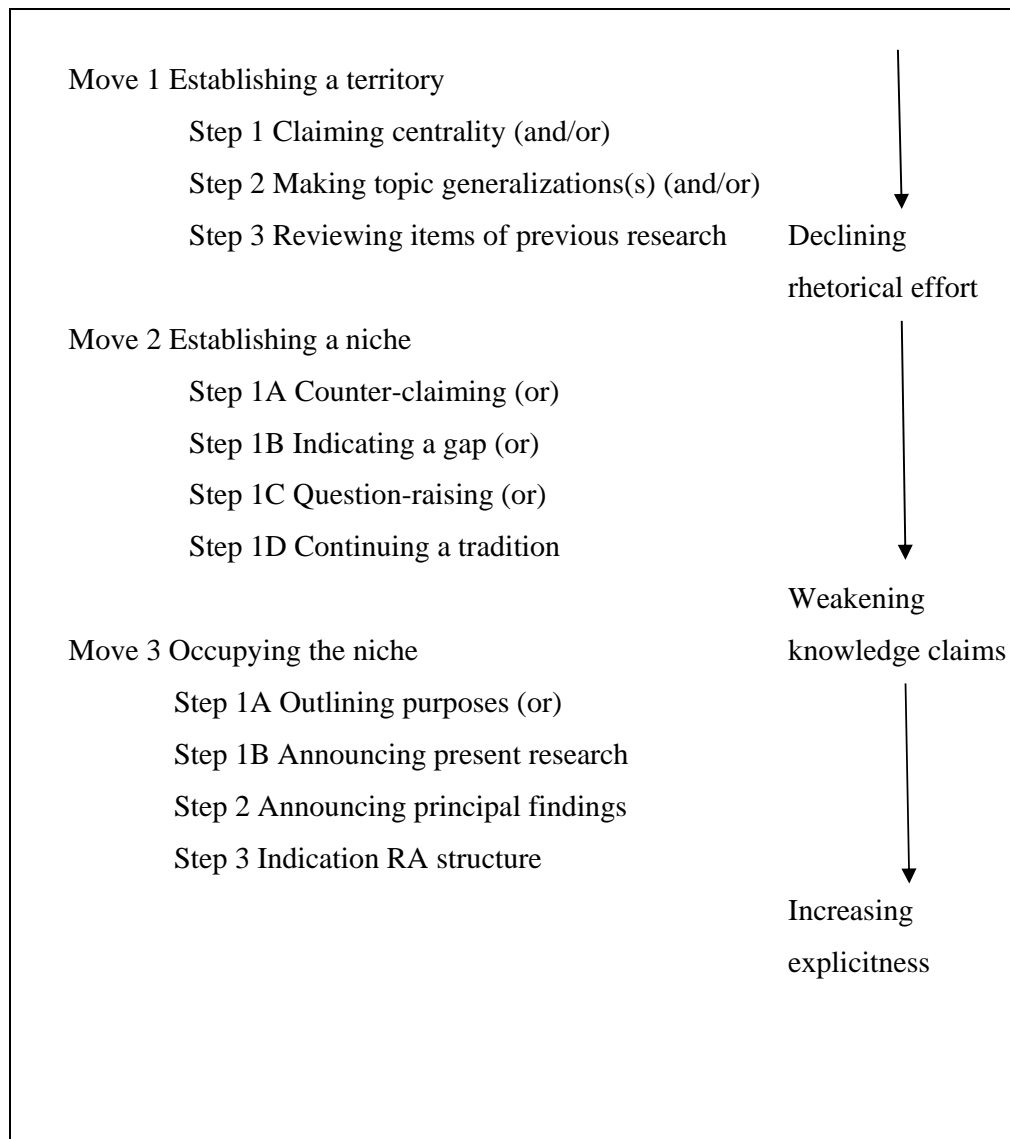 Move 1 Establishing a territory
Step 1 Claiming centrality (and/or)
Step 2 Making topic generalizations(s) (and/or)
Step 3 Reviewing items of previous research
Declining
rhetorical effort
Move 2 Establishing a niche
Step 1A Counter-claiming (or)
Step 1B Indicating a gap (or)
Step 1C Question-raising (or)
Step 1D Continuing a tradition
Weakening
knowledge claims
Move 3 Occupying the niche
Step 1A Outlining purposes (or)
Step 1B Announcing present research
Step 2 Announcing principal findings
Step 3 Indication RA structure
Increasing
explicitness